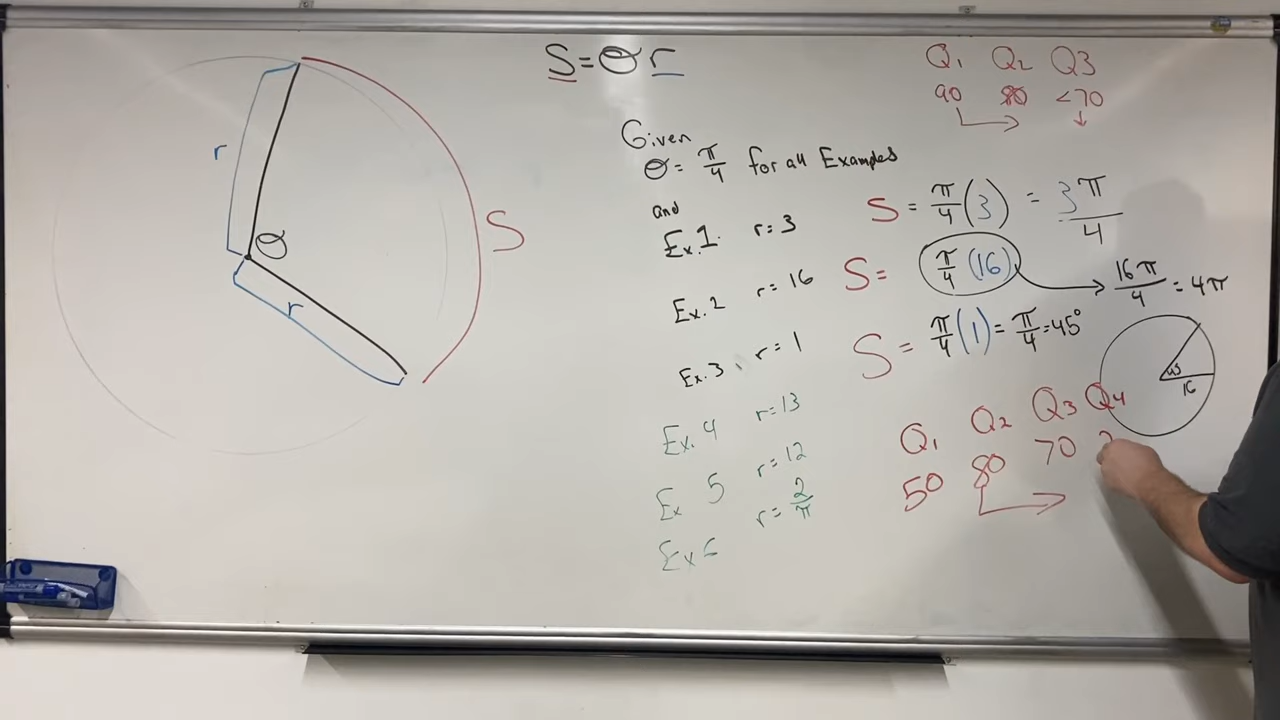 S=θr
Q1 Q2 Q3
90 80 <70
r
Given
θ=π/4 for all Examples
and
Ex.1. r=3
S = π/4(3) = 3π/4
θ
S
Ex.2 r=16
S= π/4(16) 16π/4 = 4π
r
Ex.3 r=1
S = π/4(1)=π/4=45°
45
16
Ex.4 r=13
Q1 Q2 Q3 Q4
50 80 70
Ex 5 r=12
Ex 6 r=2/π